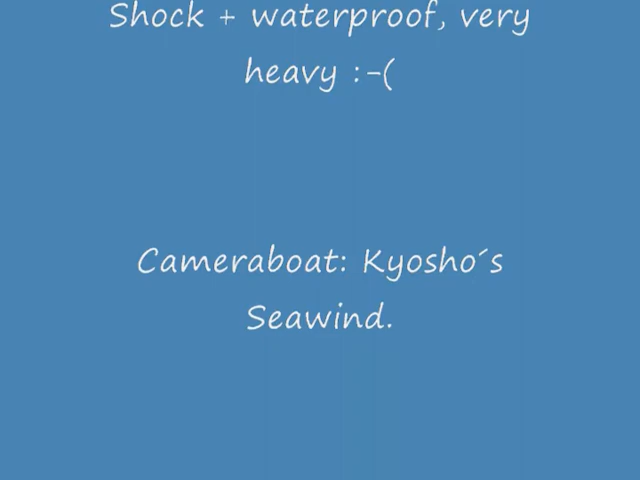 Shock + waterproof, very
heavy :-(
Cameraboat: Kyosho´s
Seawind.